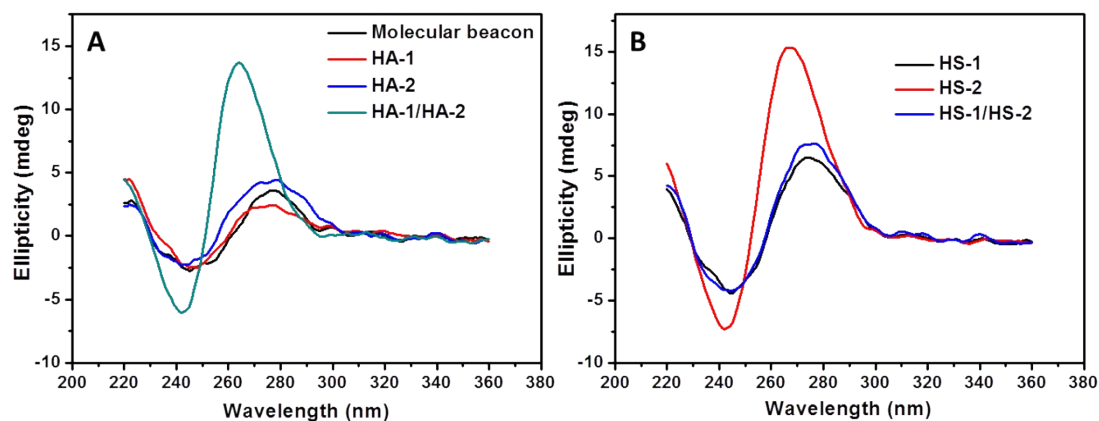 A
Molecular beacon
HA-1
HA-2
HA-1/HA-2
15
10
5
0
-5
-10
Ellipticity (mdeg)
200 220 240 260 280 300 320 340 360 380
Wavelength (nm)
B
HS-1
HS-2
HS-1/HS-2
15
10
5
0
-5
-10
Ellipticity (mdeg)
200 220 240 260 280 300 320 340 360 380
Wavelength (nm)